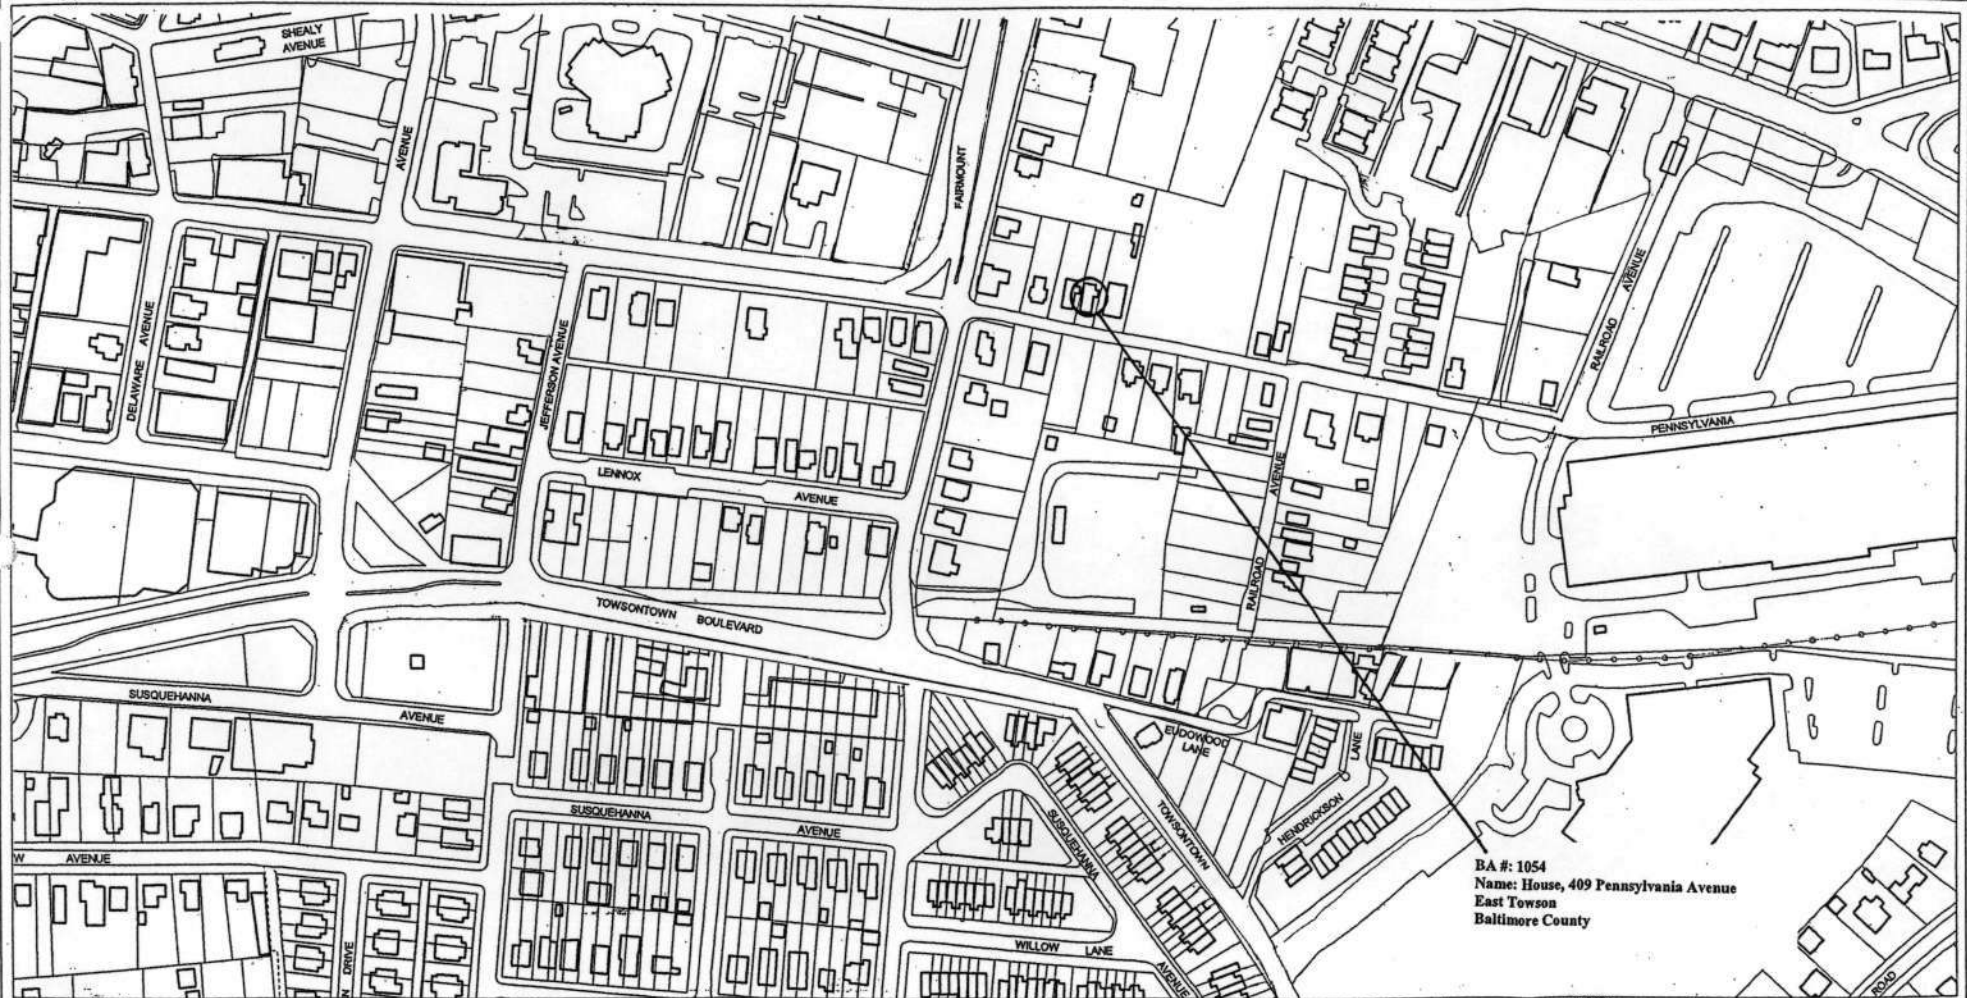 SHEALY
AVENUE
AVENUE
FAIRMOUNT
DELAWARE AVENUE
JEFFERSON AVENUE
RAILROAD AVENUE
PENNSYLVANIA
LENNOX AVENUE
RAILROAD AVENUE
TOWSONTOWN BOULEVARD
SUSQUEHANNA AVENUE
EUDOWOOD
LANE
LANE
HENDRICKSON
TOWSONTOWN
SUSQUEHANNA AVENUE
SUSQUEHANNA
AVENUE
W AVENUE
BA #: 1054
Name: House, 409 Pennsylvania Avenue
East Towson
Baltimore County
WILLOW LANE
DRIVE
ROAD